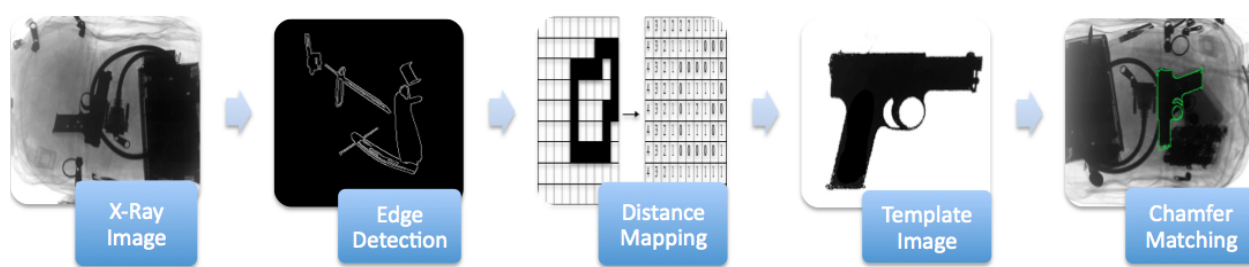 X-Ray
Image
Edge
Detection
Distance
Mapping
Template
Image
Chamfer
Matching